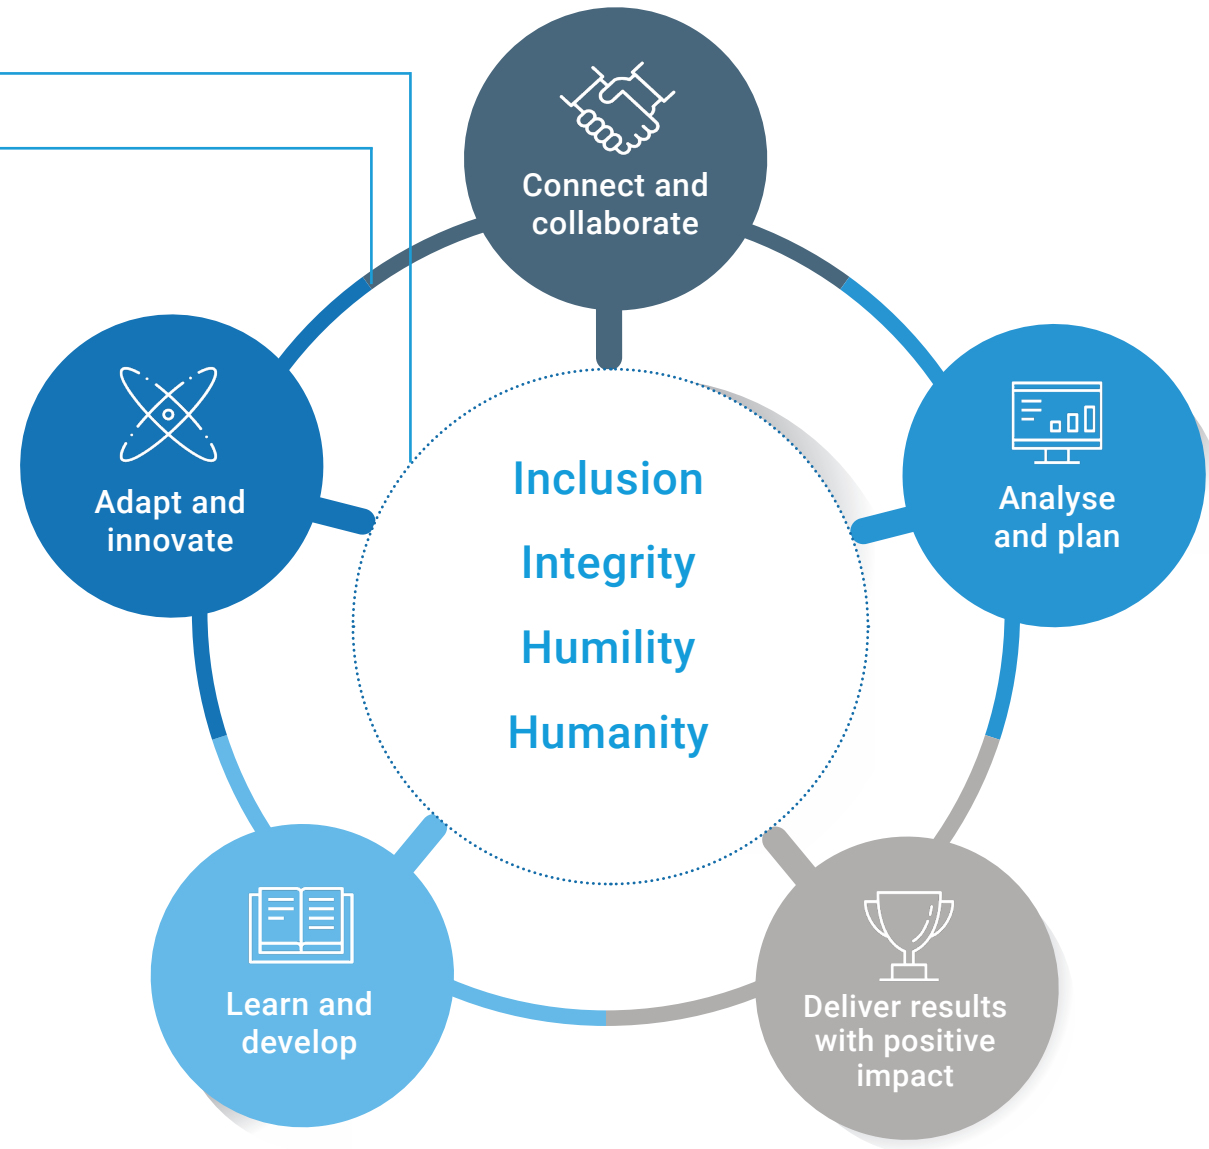 Connect and
collaborate
Analyse
and plan
Deliver results
with positive
impact
Learn and
develop
Adapt and
innovate
Inclusion
Integrity
Humility
Humanity